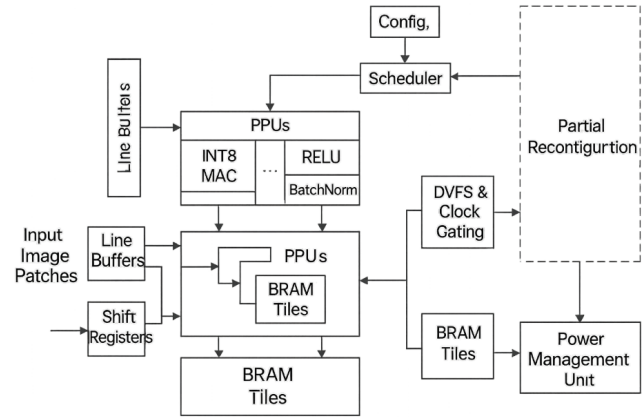 Config,
Scheduler
Line Buffers
PPUs
INT8
MAC
...
RELU
BatchNorm
Partial
Recontigurtion
DVFS &
Clock
Gating
Input
Image
Patches
Line
Buffers
PPUs
BRAM
Tiles
Shift
Registers
BRAM
Tiles
Power
Management
Unit
BRAM
Tiles